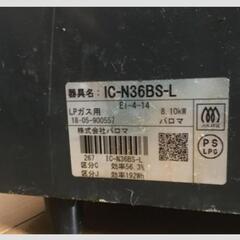 器具名: IC-N36BS-L
Ei-4-14
LPガス用 8.10kW
18-05-900557 パロマ
株式会社パロマ
267 IC-N36BS-L
区分C 効率56.3%
区分J 効率192Wh
PS
LPG